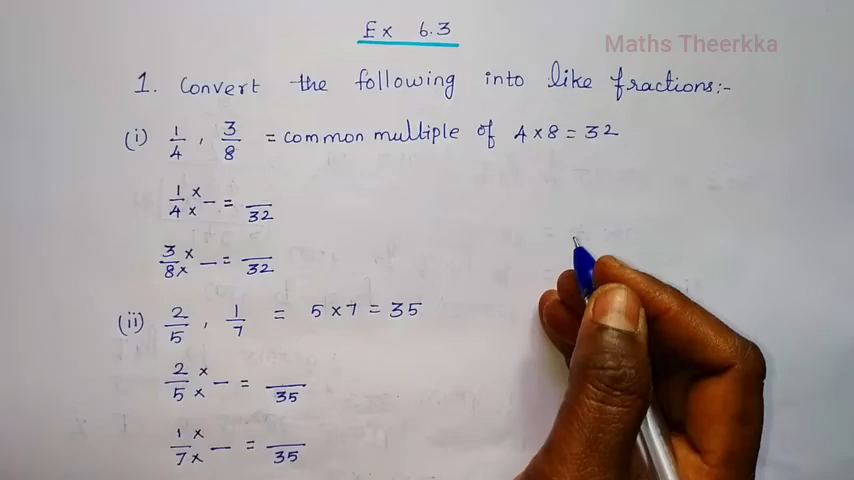 Ex 6.3
Maths Theerkka
1. Convert the following into like fractions:-
(i) 1/4 , 3/8 = common multiple of 4 × 8 = 32
1/4 × × — = —/32
3/8 × × — = —/32
(ii) 2/5 , 1/7 = 5 × 7 = 35
2/5 × × — = —/35
1/7 × × — = —/35